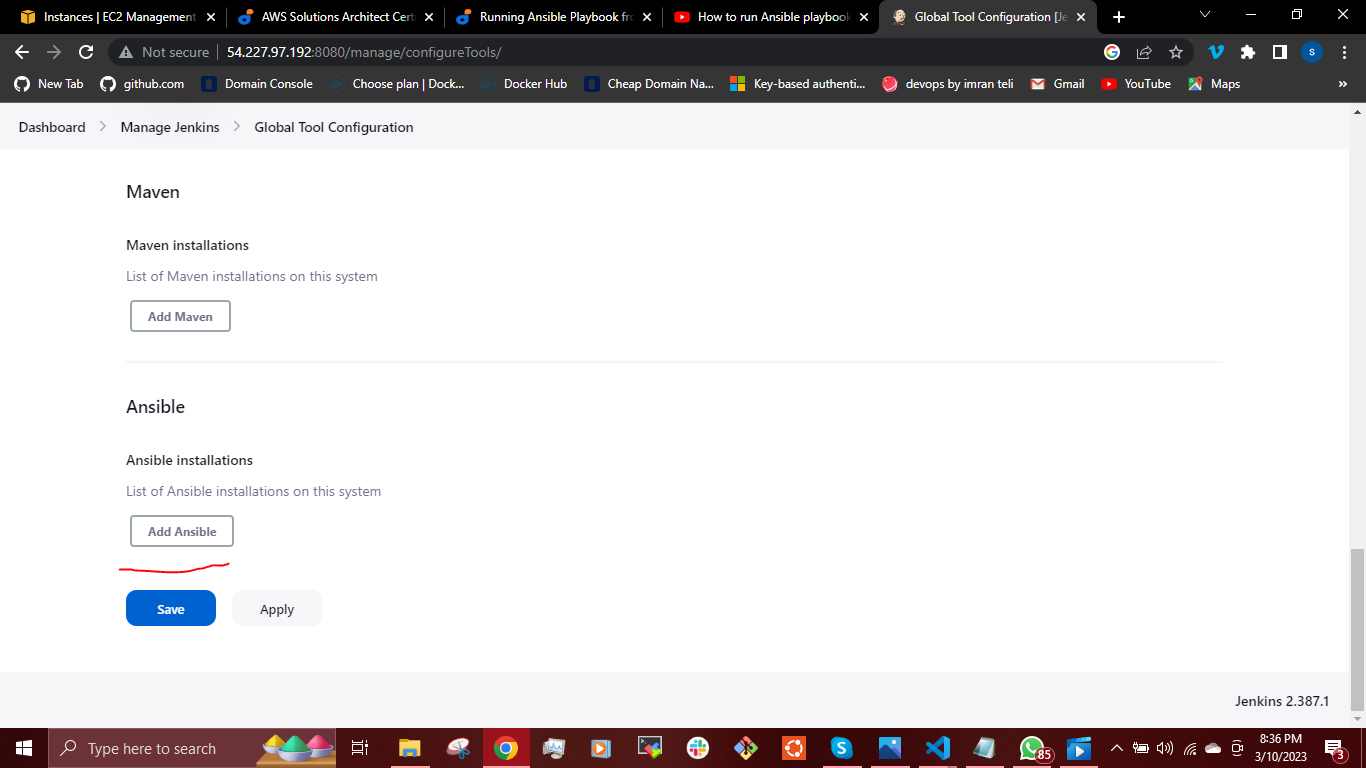 Instances | EC2 Management
AWS Solutions Architect Certi
Running Ansible Playbook fr
How to run Ansible playbook
Global Tool Configuration [Je
Not secure
54.227.97.192:8080/manage/configureTools/
s
New Tab
github.com
Domain Console
Choose plan | Dock...
Docker Hub
Cheap Domain Na...
Key-based authenti...
devops by imran teli
Gmail
YouTube
Maps
»
Dashboard
Manage Jenkins
Global Tool Configuration
Maven
Maven installations
List of Maven installations on this system
Add Maven
Ansible
Ansible installations
List of Ansible installations on this system
Add Ansible
Save
Apply
Jenkins 2.387.1
Type here to search
85
8:36 PM
3/10/2023
3